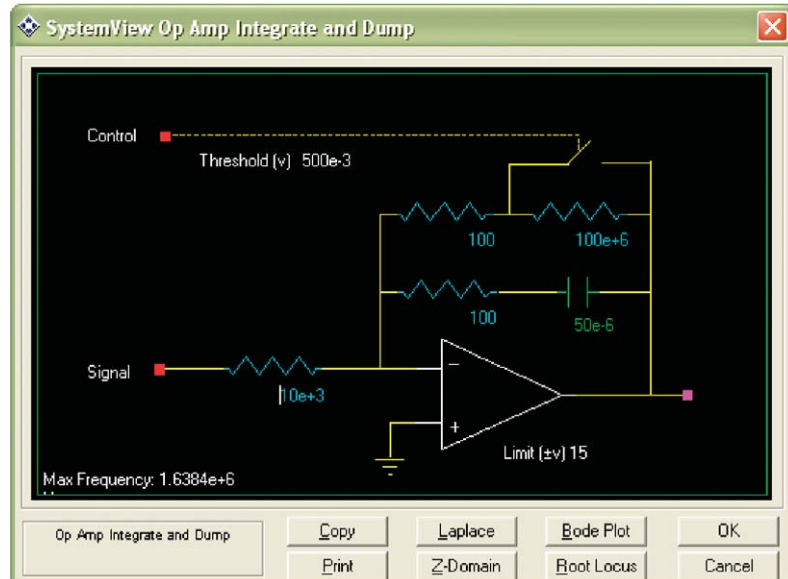 SystemView Op Amp Integrate and Dump
Control
Threshold (v) 500e-3
100
100e+6
100
50e-6
Signal
10e+3
−
+
Limit (±v) 15
Max Frequency: 1.6384e+6
Op Amp Integrate and Dump
Copy
Laplace
Bode Plot
OK
Print
Z-Domain
Root Locus
Cancel